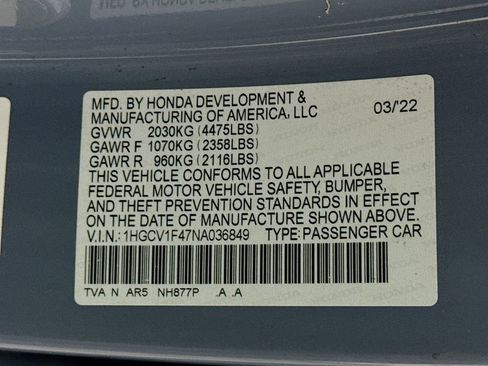 MFD. BY HONDA DEVELOPMENT &
MANUFACTURING OF AMERICA, LLC 03/22
GVWR 2030KG (4475LBS)
GAWR F 1070KG (2358LBS)
GAWR R 960KG (2116LBS)
THIS VEHICLE CONFORMS TO ALL APPLICABLE
FEDERAL MOTOR VEHICLE SAFETY, BUMPER,
AND THEFT PREVENTION STANDARDS IN EFFECT
ON THE DATE OF MANUFACTURE SHOWN ABOVE.
V.I.N.: 1HGCV1F47NA036849 TYPE: PASSENGER CAR
TVA N AR5 NH877P .A .A